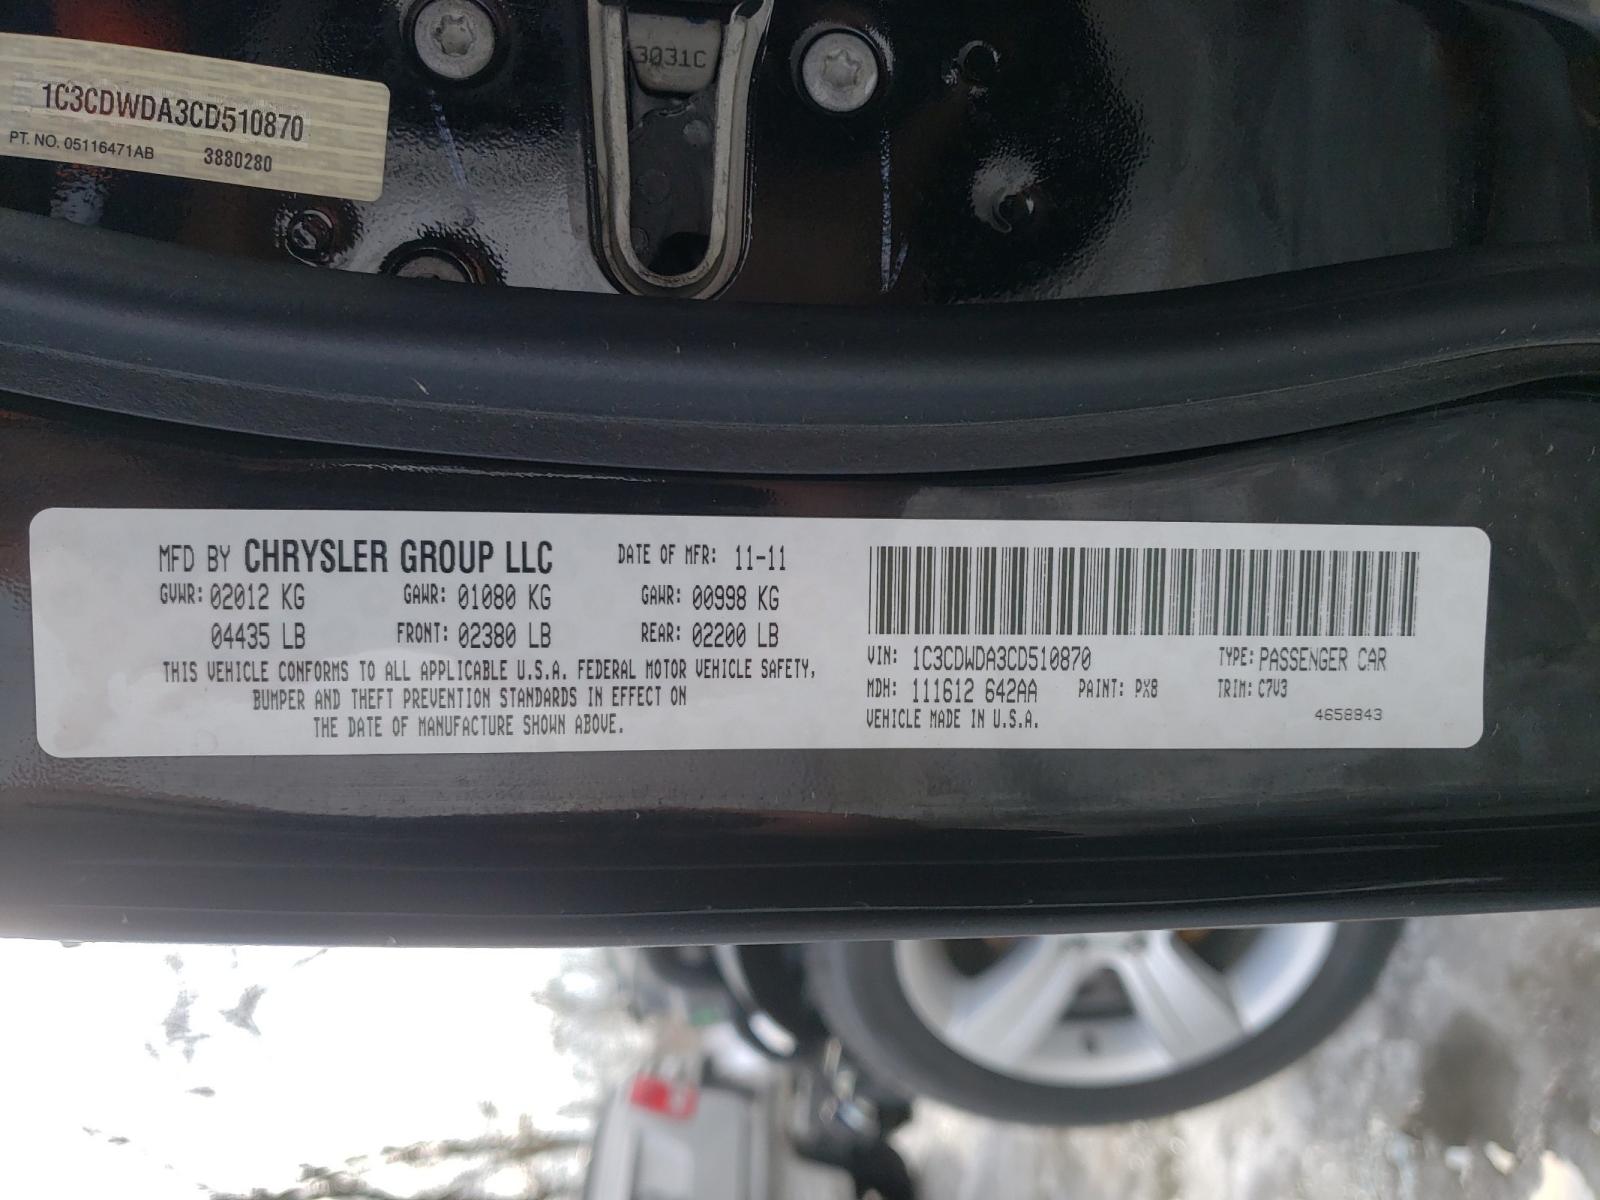 3031C
1C3CDWDA3CD510870
PT. NO. 05116471AB 3880280
MFD BY CHRYSLER GROUP LLC DATE OF MFR: 11-11
GVWR: 02012 KG GAWR: 01080 KG GAWR: 00998 KG
04435 LB FRONT: 02380 LB REAR: 02200 LB
THIS VEHICLE CONFORMS TO ALL APPLICABLE U.S.A. FEDERAL MOTOR VEHICLE SAFETY,
BUMPER AND THEFT PREVENTION STANDARDS IN EFFECT ON
THE DATE OF MANUFACTURE SHOWN ABOVE.
VIN: 1C3CDWDA3CD510870 TYPE: PASSENGER CAR
MDH: 111612 642AA PAINT: PX8 TRIM: C7V3
VEHICLE MADE IN U.S.A. 4658943